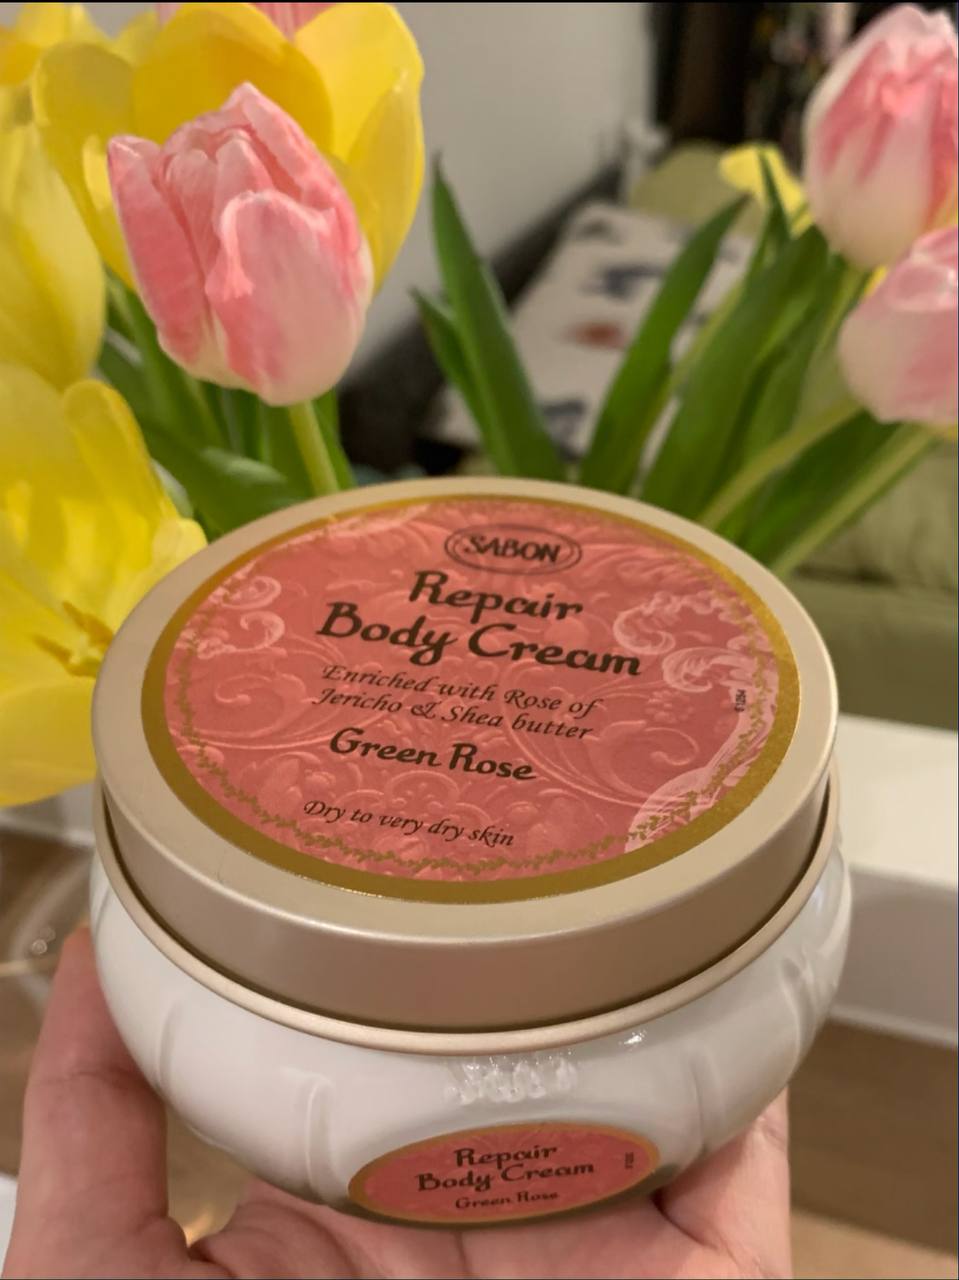 SABON
Repair
Body Cream
Enriched with Rose of
Jericho & Shea butter
Green Rose
Dry to very dry skin
Repair
Body Cream
Green Rose